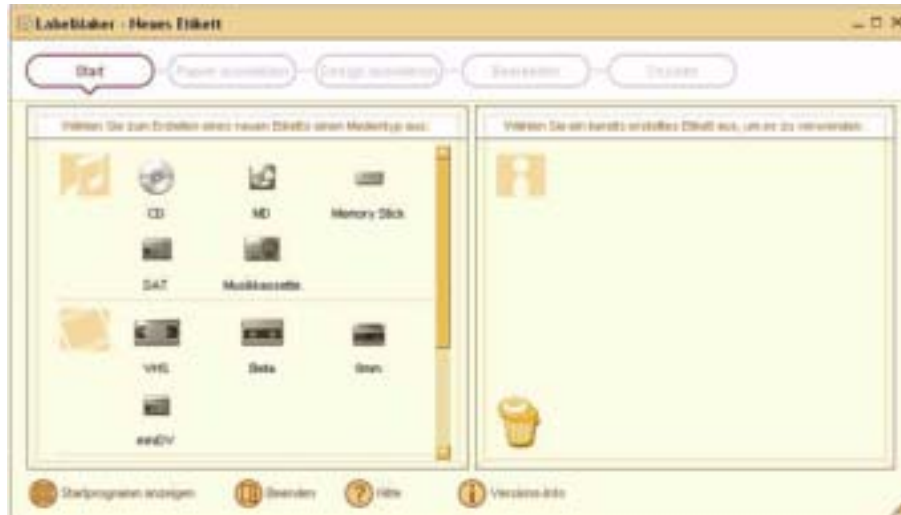 LabelMaker - Neues Etikett
Start
Papier auswählen
Design auswählen
Bearbeiten
Drucken
Wählen Sie zum Erstellen eines neuen Etiketts einen Medientyp aus.
Wählen Sie ein bereits erstelltes Etikett aus, um es zu verwenden.
CD
MD
Memory Stick
DAT
Musikkassette
VHS
Beta
8mm
miniDV
Startprogramm anzeigen
Beenden
Hilfe
Versions-Info